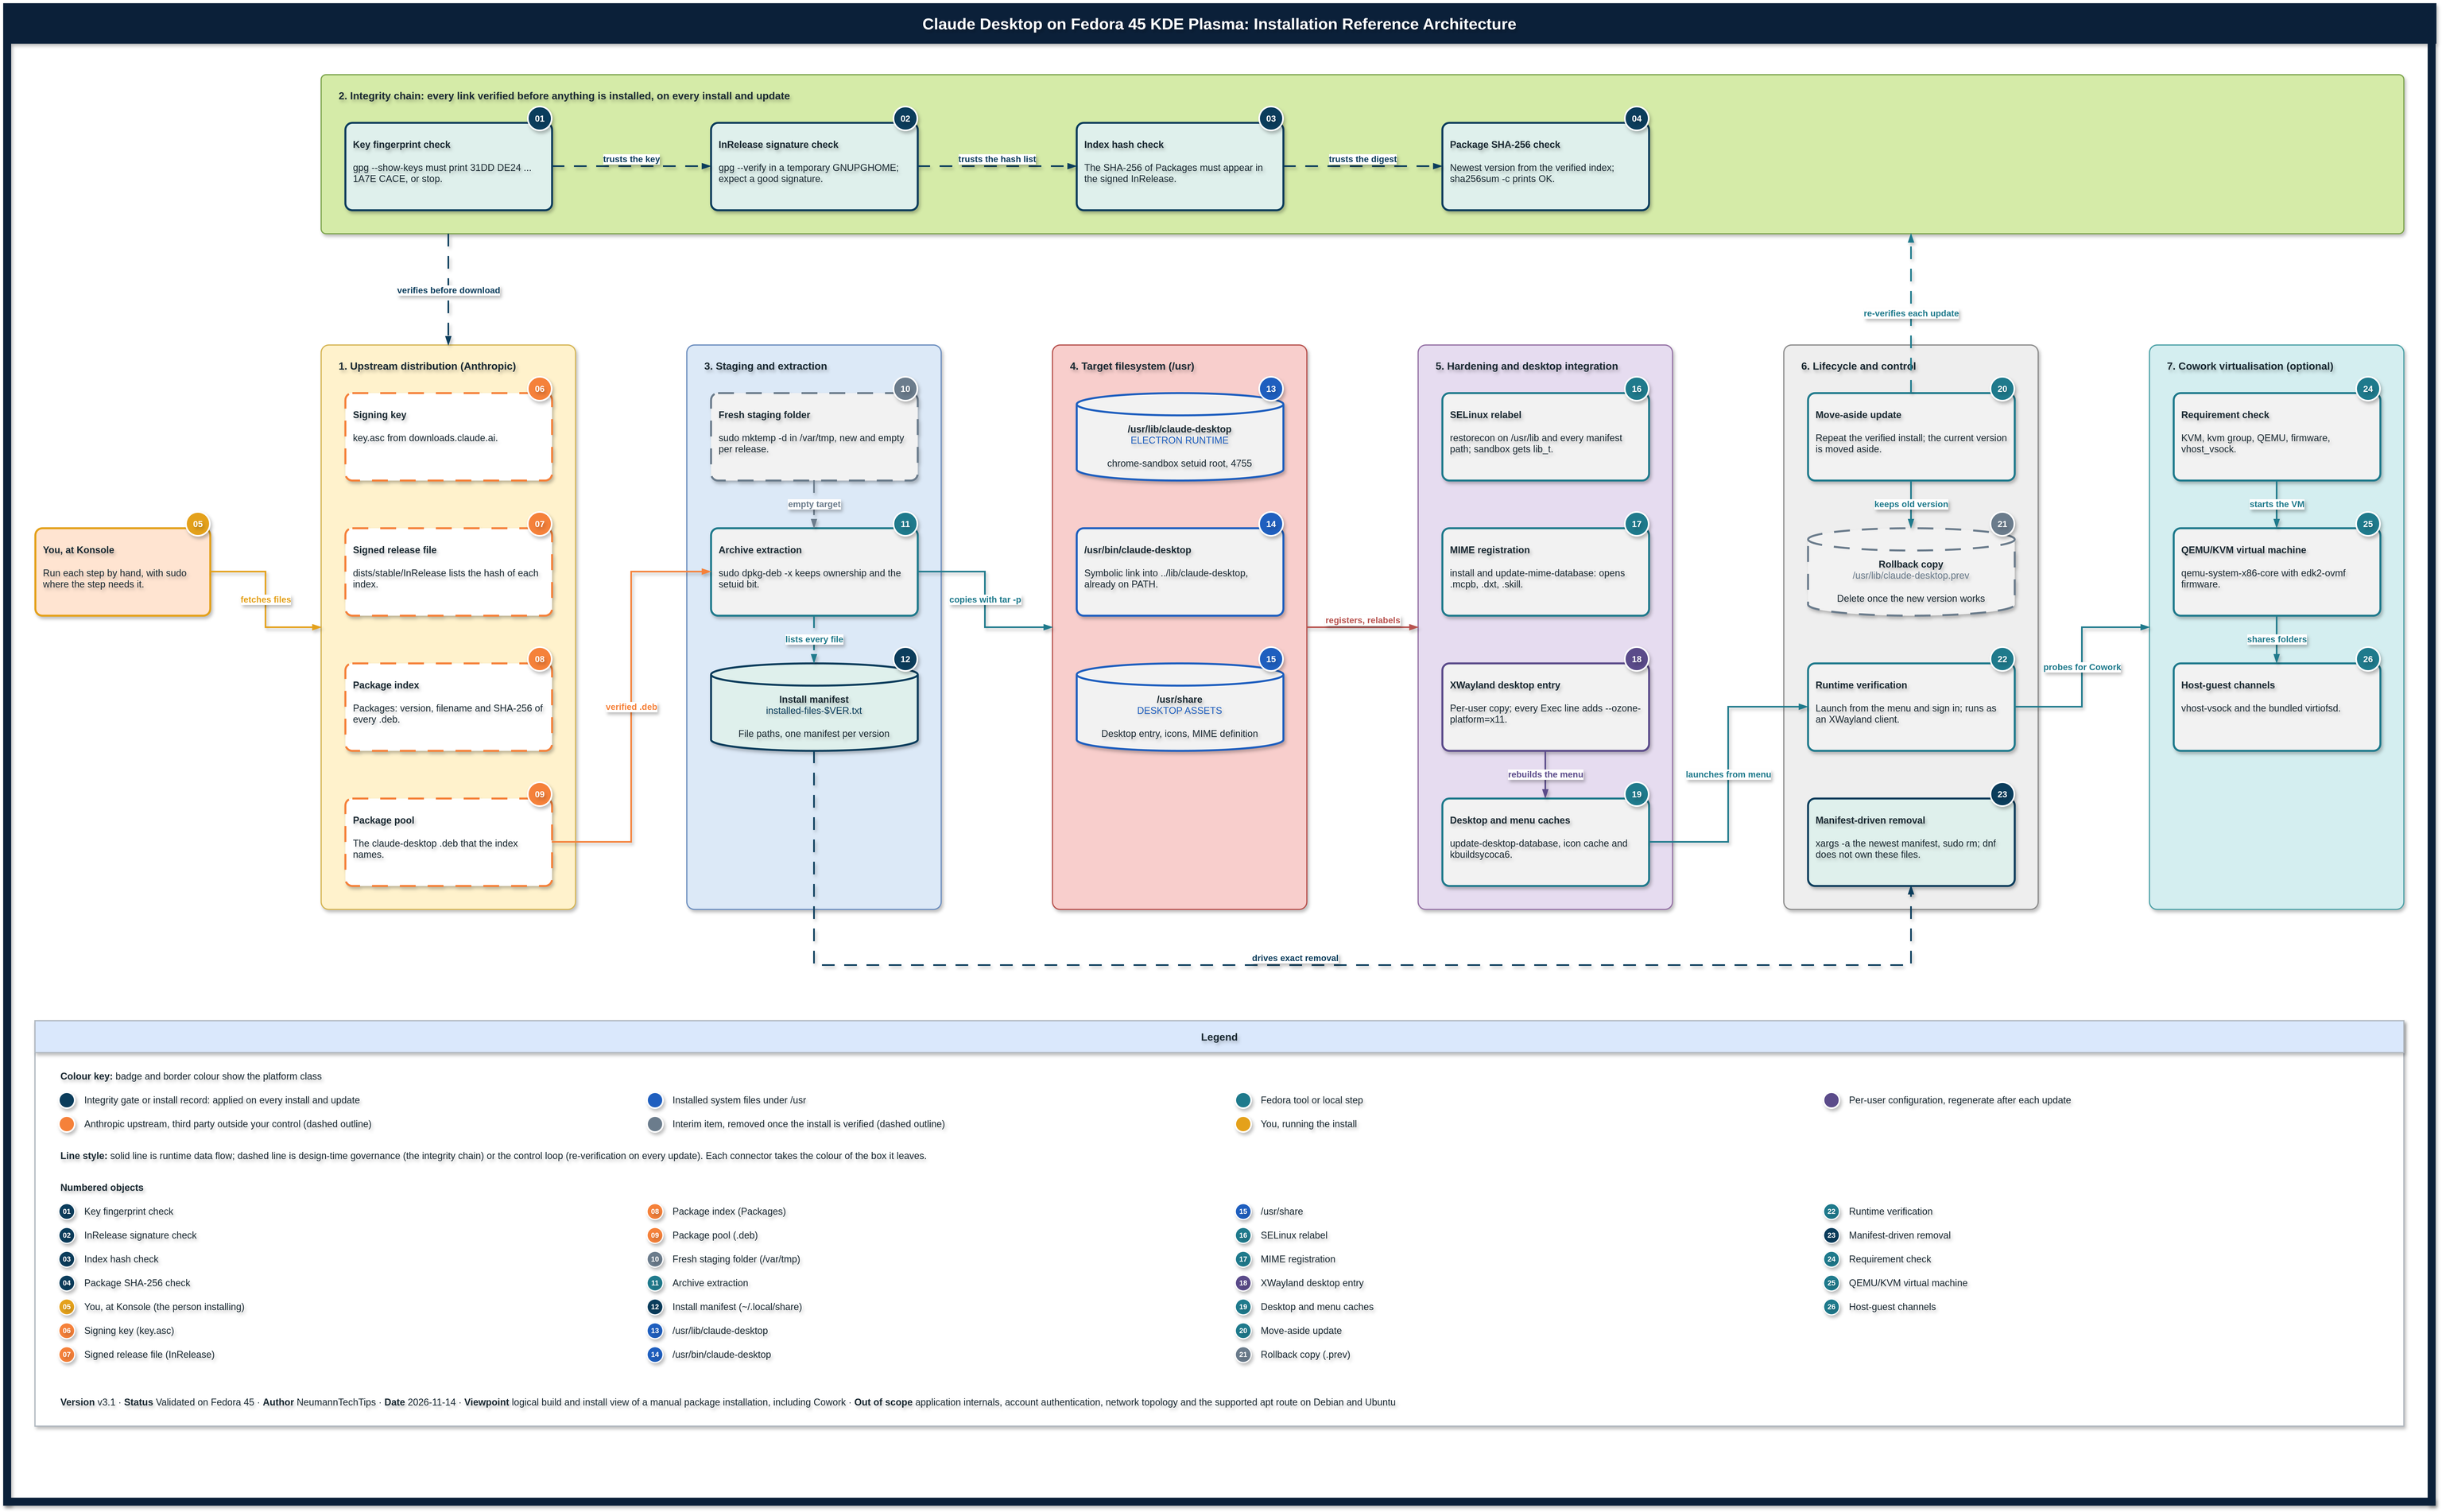 Claude Desktop on Fedora 45 KDE Plasma: Installation Reference Architecture
2. Integrity chain: every link verified before anything is installed, on every install and update
01
Key fingerprint check
gpg --show-keys must print 31DD DE24 ...
1A7E CACE, or stop.
trusts the key
02
InRelease signature check
gpg --verify in a temporary GNUPGHOME;
expect a good signature.
trusts the hash list
03
Index hash check
The SHA-256 of Packages must appear in
the signed InRelease.
trusts the digest
04
Package SHA-256 check
Newest version from the verified index;
sha256sum -c prints OK.
verifies before download
re-verifies each update
05
You, at Konsole
Run each step by hand, with sudo
where the step needs it.
fetches files
1. Upstream distribution (Anthropic)
06
Signing key
key.asc from downloads.claude.ai.
07
Signed release file
dists/stable/InRelease lists the hash of each
index.
08
Package index
Packages: version, filename and SHA-256 of
every .deb.
09
Package pool
The claude-desktop .deb that the index
names.
verified .deb
3. Staging and extraction
10
Fresh staging folder
sudo mktemp -d in /var/tmp, new and empty
per release.
empty target
11
Archive extraction
sudo dpkg-deb -x keeps ownership and the
setuid bit.
lists every file
12
Install manifest
installed-files-$VER.txt
File paths, one manifest per version
copies with tar -p
4. Target filesystem (/usr)
13
/usr/lib/claude-desktop
ELECTRON RUNTIME
chrome-sandbox setuid root, 4755
14
/usr/bin/claude-desktop
Symbolic link into ../lib/claude-desktop,
already on PATH.
15
/usr/share
DESKTOP ASSETS
Desktop entry, icons, MIME definition
registers, relabels
5. Hardening and desktop integration
16
SELinux relabel
restorecon on /usr/lib and every manifest
path; sandbox gets lib_t.
17
MIME registration
install and update-mime-database: opens
.mcpb, .dxt, .skill.
18
XWayland desktop entry
Per-user copy; every Exec line adds --ozone-
platform=x11.
rebuilds the menu
19
Desktop and menu caches
update-desktop-database, icon cache and
kbuildsycoca6.
launches from menu
6. Lifecycle and control
20
Move-aside update
Repeat the verified install; the current version
is moved aside.
keeps old version
21
Rollback copy
/usr/lib/claude-desktop.prev
Delete once the new version works
22
Runtime verification
Launch from the menu and sign in; runs as
an XWayland client.
23
Manifest-driven removal
xargs -a the newest manifest, sudo rm; dnf
does not own these files.
probes for Cowork
7. Cowork virtualisation (optional)
24
Requirement check
KVM, kvm group, QEMU, firmware,
vhost_vsock.
starts the VM
25
QEMU/KVM virtual machine
qemu-system-x86-core with edk2-ovmf
firmware.
shares folders
26
Host-guest channels
vhost-vsock and the bundled virtiofsd.
drives exact removal
Legend
Colour key: badge and border colour show the platform class
Integrity gate or install record: applied on every install and update
Installed system files under /usr
Fedora tool or local step
Per-user configuration, regenerate after each update
Anthropic upstream, third party outside your control (dashed outline)
Interim item, removed once the install is verified (dashed outline)
You, running the install
Line style: solid line is runtime data flow; dashed line is design-time governance (the integrity chain) or the control loop (re-verification on every update). Each connector takes the colour of the box it leaves.
Numbered objects
01 Key fingerprint check
02 InRelease signature check
03 Index hash check
04 Package SHA-256 check
05 You, at Konsole (the person installing)
06 Signing key (key.asc)
07 Signed release file (InRelease)
08 Package index (Packages)
09 Package pool (.deb)
10 Fresh staging folder (/var/tmp)
11 Archive extraction
12 Install manifest (~/.local/share)
13 /usr/lib/claude-desktop
14 /usr/bin/claude-desktop
15 /usr/share
16 SELinux relabel
17 MIME registration
18 XWayland desktop entry
19 Desktop and menu caches
20 Move-aside update
21 Rollback copy (.prev)
22 Runtime verification
23 Manifest-driven removal
24 Requirement check
25 QEMU/KVM virtual machine
26 Host-guest channels
Version v3.1 · Status Validated on Fedora 45 · Author NeumannTechTips · Date 2026-11-14 · Viewpoint logical build and install view of a manual package installation, including Cowork · Out of scope application internals, account authentication, network topology and the supported apt route on Debian and Ubuntu